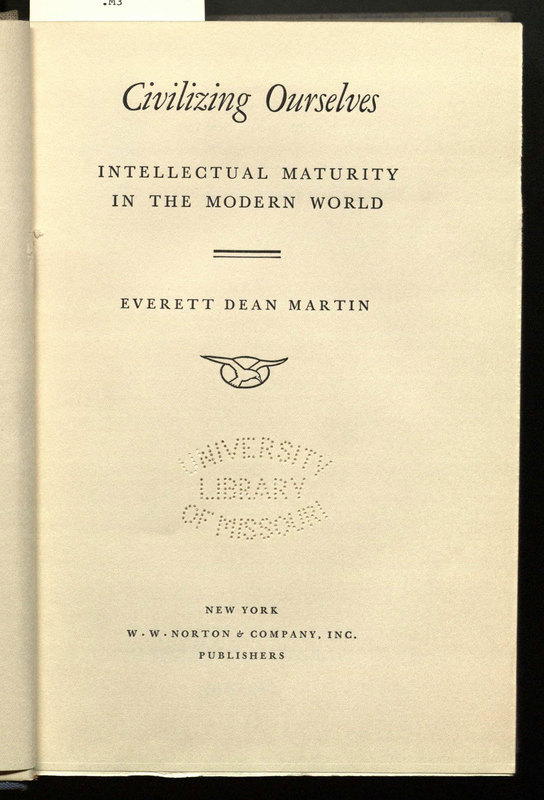 .M3
Civilizing Ourselves
INTELLECTUAL MATURITY
IN THE MODERN WORLD
EVERETT DEAN MARTIN
UNIVERSITY
LIBRARY
OF MISSOURI
NEW YORK
W · W · NORTON & COMPANY, INC.
PUBLISHERS